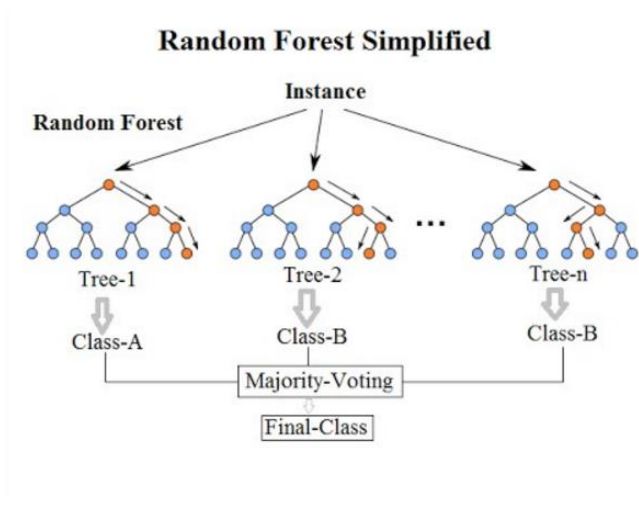 Random Forest Simplified
Instance
Random Forest
...
Tree-1
Tree-2
Tree-n
Class-A
Class-B
Class-B
Majority-Voting
Final-Class